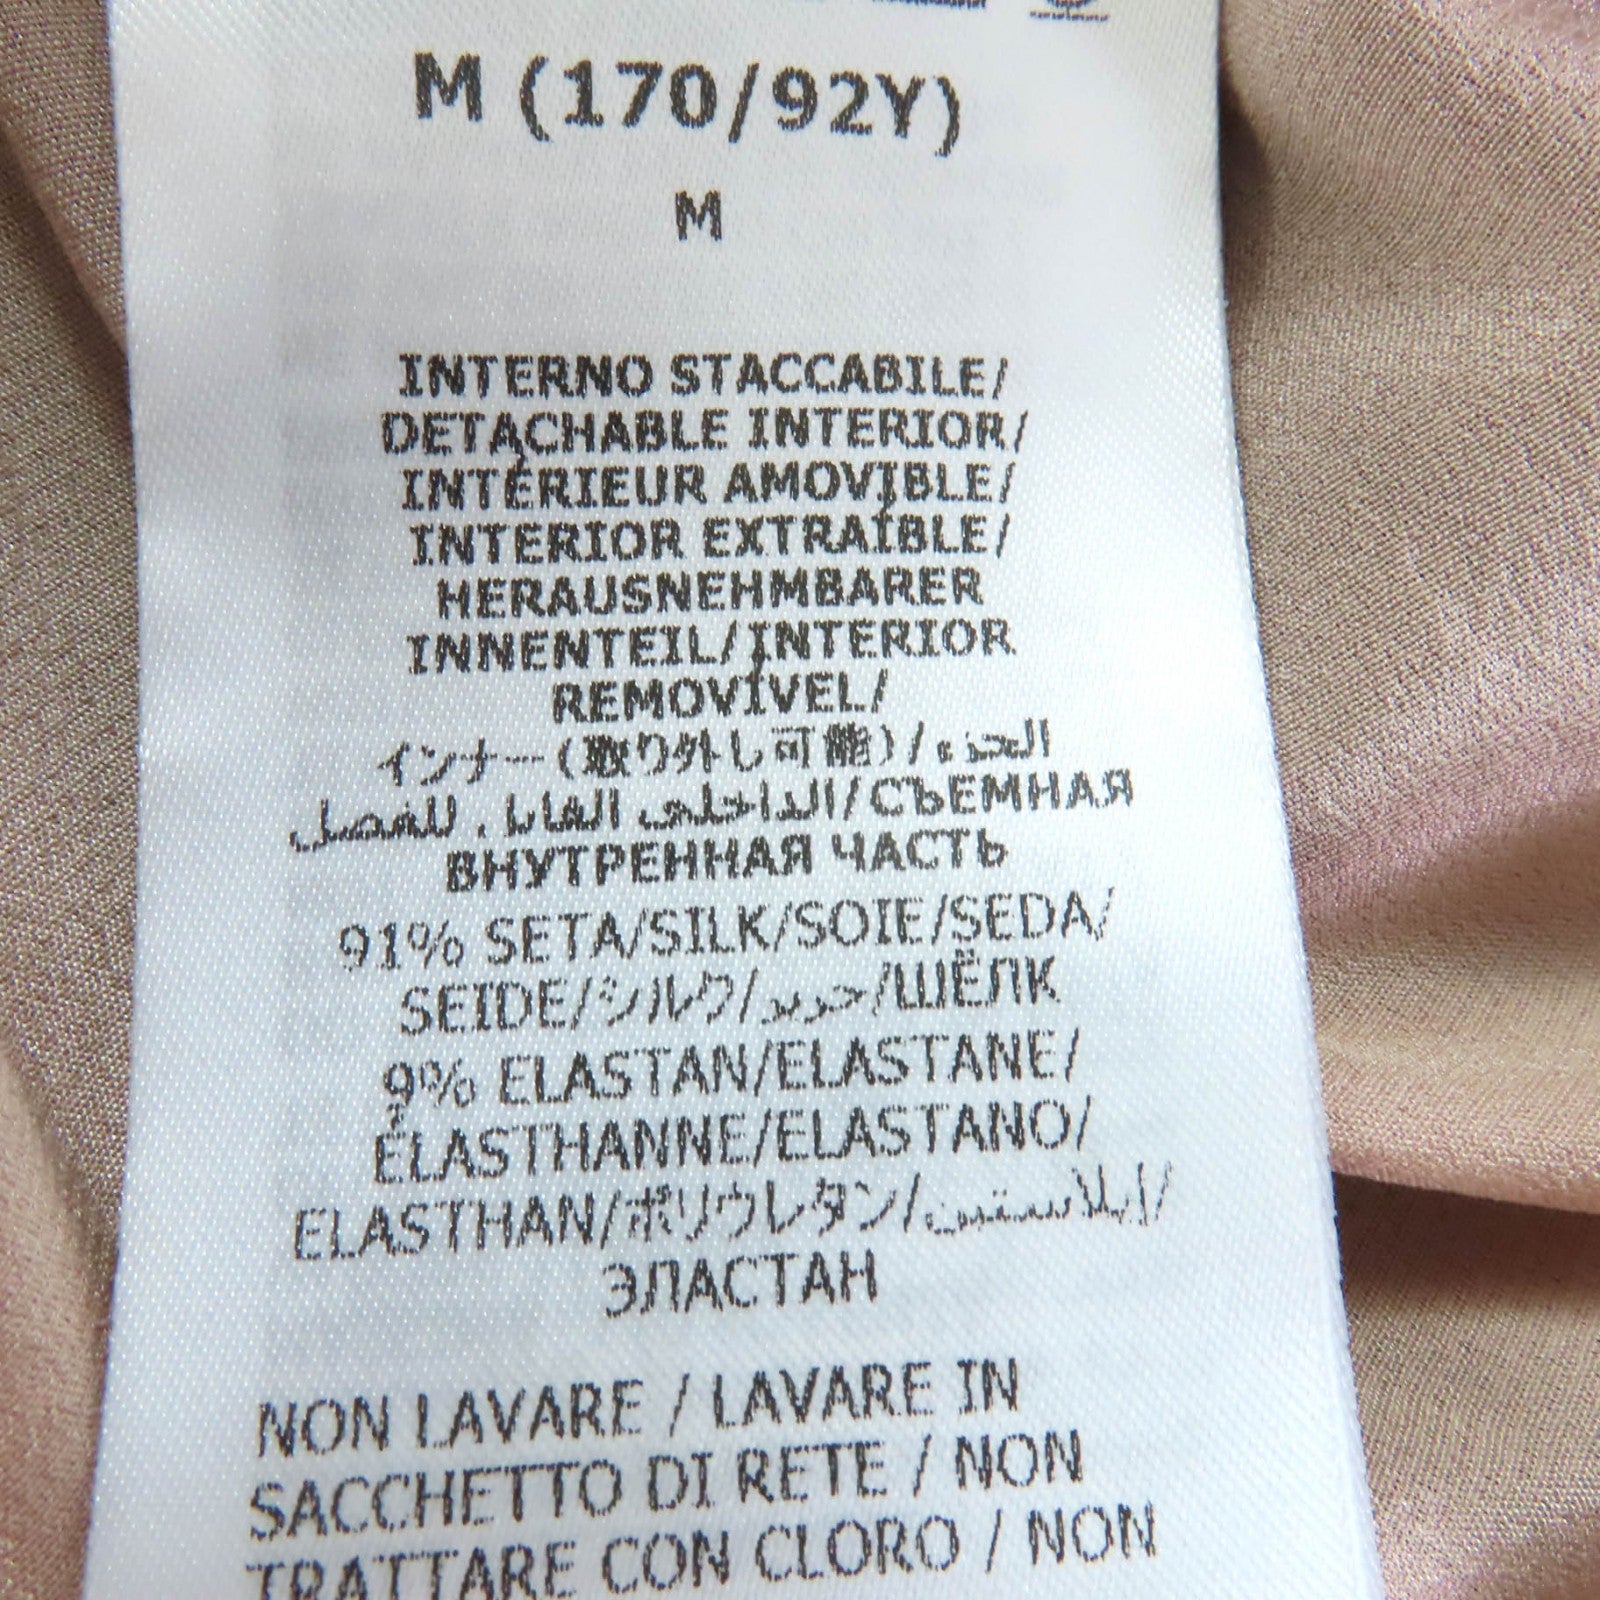 M (170/92Y)
M
INTERNO STACCABILE/
DETACHABLE INTERIOR/
INTÉRIEUR AMOVIBLE/
INTERIOR EXTRAÍBLE/
HERAUSNEHMBARER
INNENTEIL/INTERIOR
REMOVÍVEL/
インナー(取り外し可能)/الجزء
الداخلي القابل للفصل/СЪЕМНАЯ
ВНУТРЕННАЯ ЧАСТЬ
91% SETA/SILK/SOIE/SEDA/
SEIDE/シルク/حرير/ШЁЛК
9% ELASTAN/ELASTANE/
ÉLASTHANNE/ELASTANO/
ELASTHAN/ポリウレタン/إيلاستين/
ЭЛАСТАН
NON LAVARE / LAVARE IN
SACCHETTO DI RETE / NON
TRATTARE CON CLORO / NON